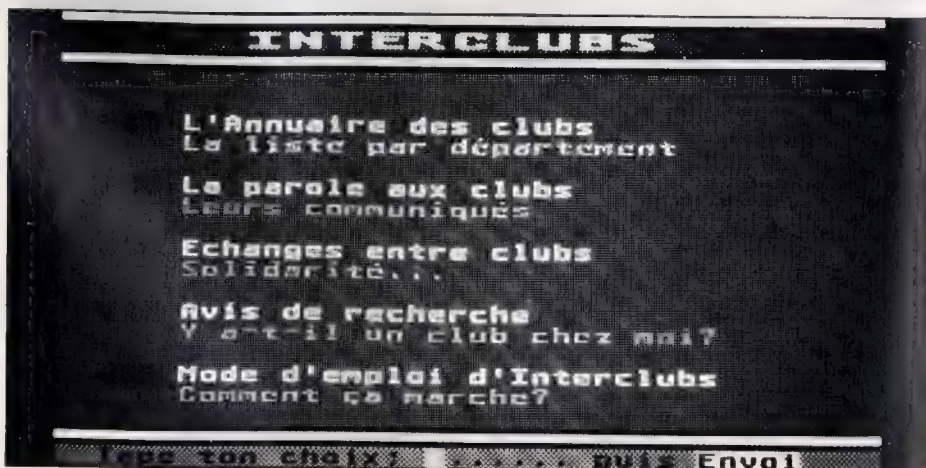 INTERCLUBS
L'Annuaire des clubs
La liste par département
La parole aux clubs
Leurs communiqués
Echanges entre clubs
Solidarité...
Avis de recherche
Y a-t-il un club chez moi?
Mode d'emploi d'Interclubs
Comment ça marche?
Tape ton choix: ...... puis Envoi